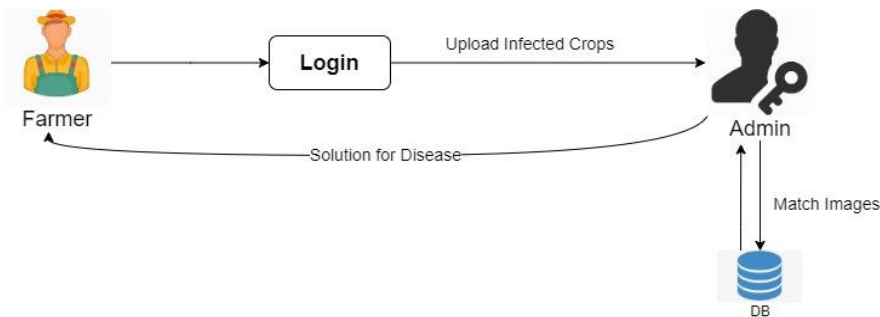 Login
Upload Infected Crops
Farmer
Admin
Solution for Disease
Match Images
DB